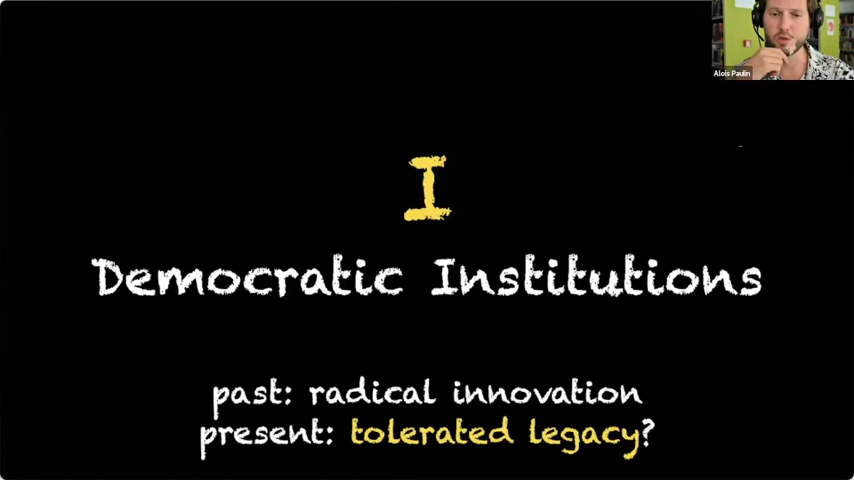 Alois Paulin
I
Democratic Institutions
past: radical innovation
present: tolerated legacy?